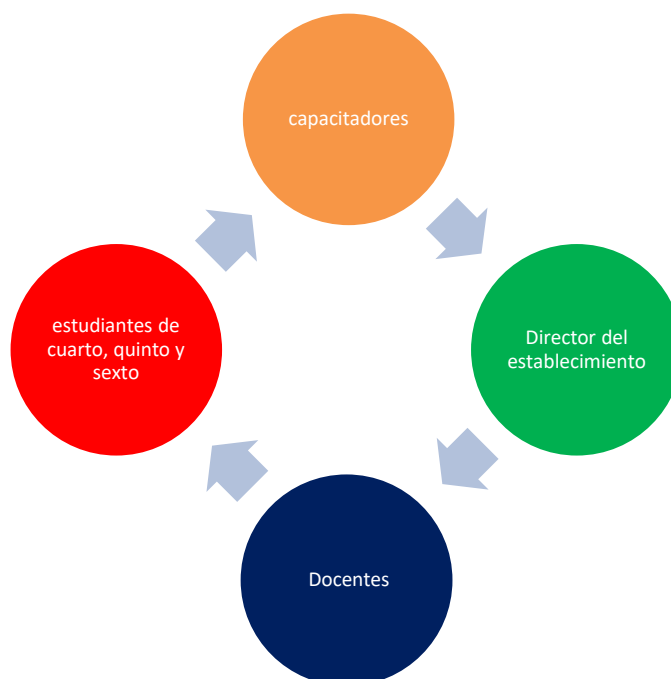 capacitadores
Director del
establecimiento
Docentes
estudiantes de
cuarto, quinto y
sexto